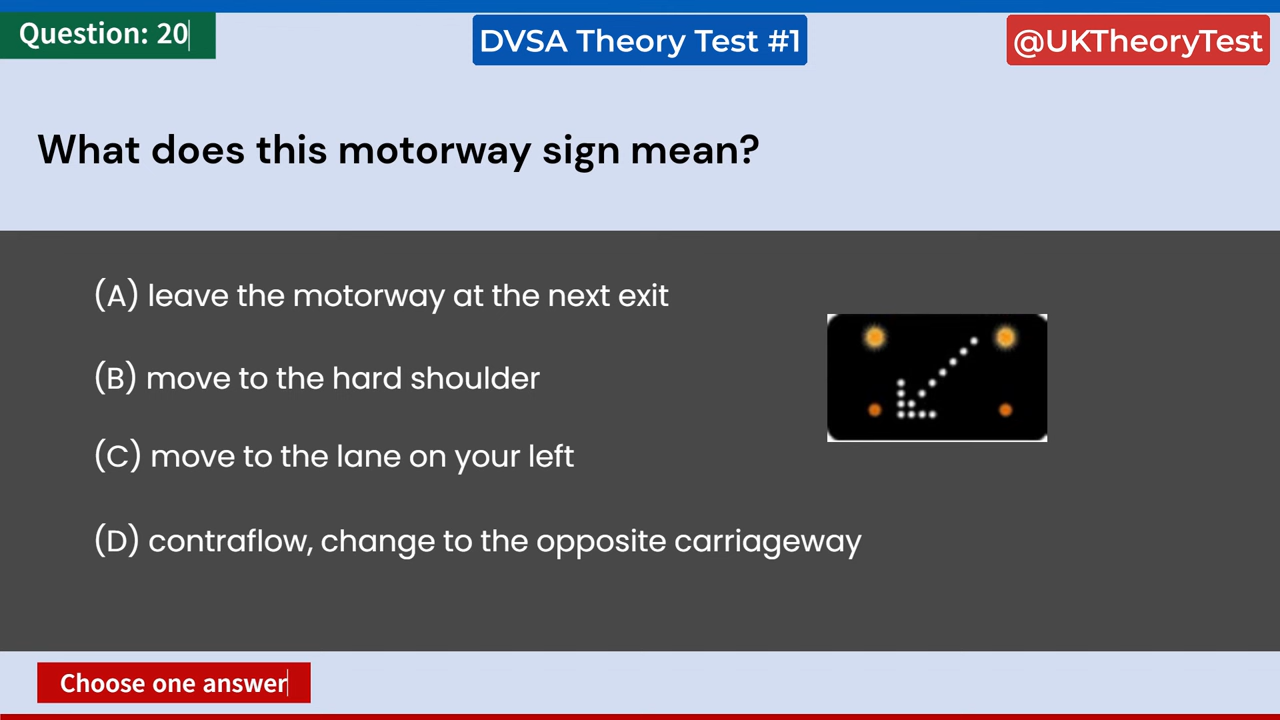 Question: 20
DVSA Theory Test #1
@UKTheoryTest
What does this motorway sign mean?
(A) leave the motorway at the next exit
(B) move to the hard shoulder
(C) move to the lane on your left
(D) contraflow, change to the opposite carriageway
Choose one answer